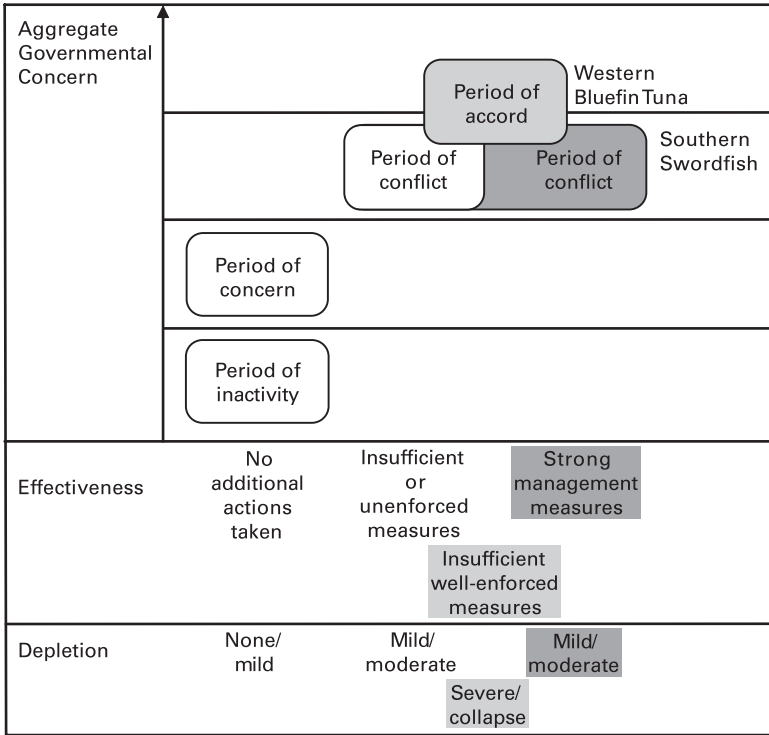 Aggregate
Governmental
Concern
Period of
accord
Western
Bluefin Tuna
Period of
conflict
Period of
conflict
Southern
Swordfish
Period of
concern
Period of
inactivity
Effectiveness
No
additional
actions
taken
Insufficient
or
unenforced
measures
Strong
management
measures
Insufficient
well-enforced
measures
Depletion
None/
mild
Mild/
moderate
Mild/
moderate
Severe/
collapse